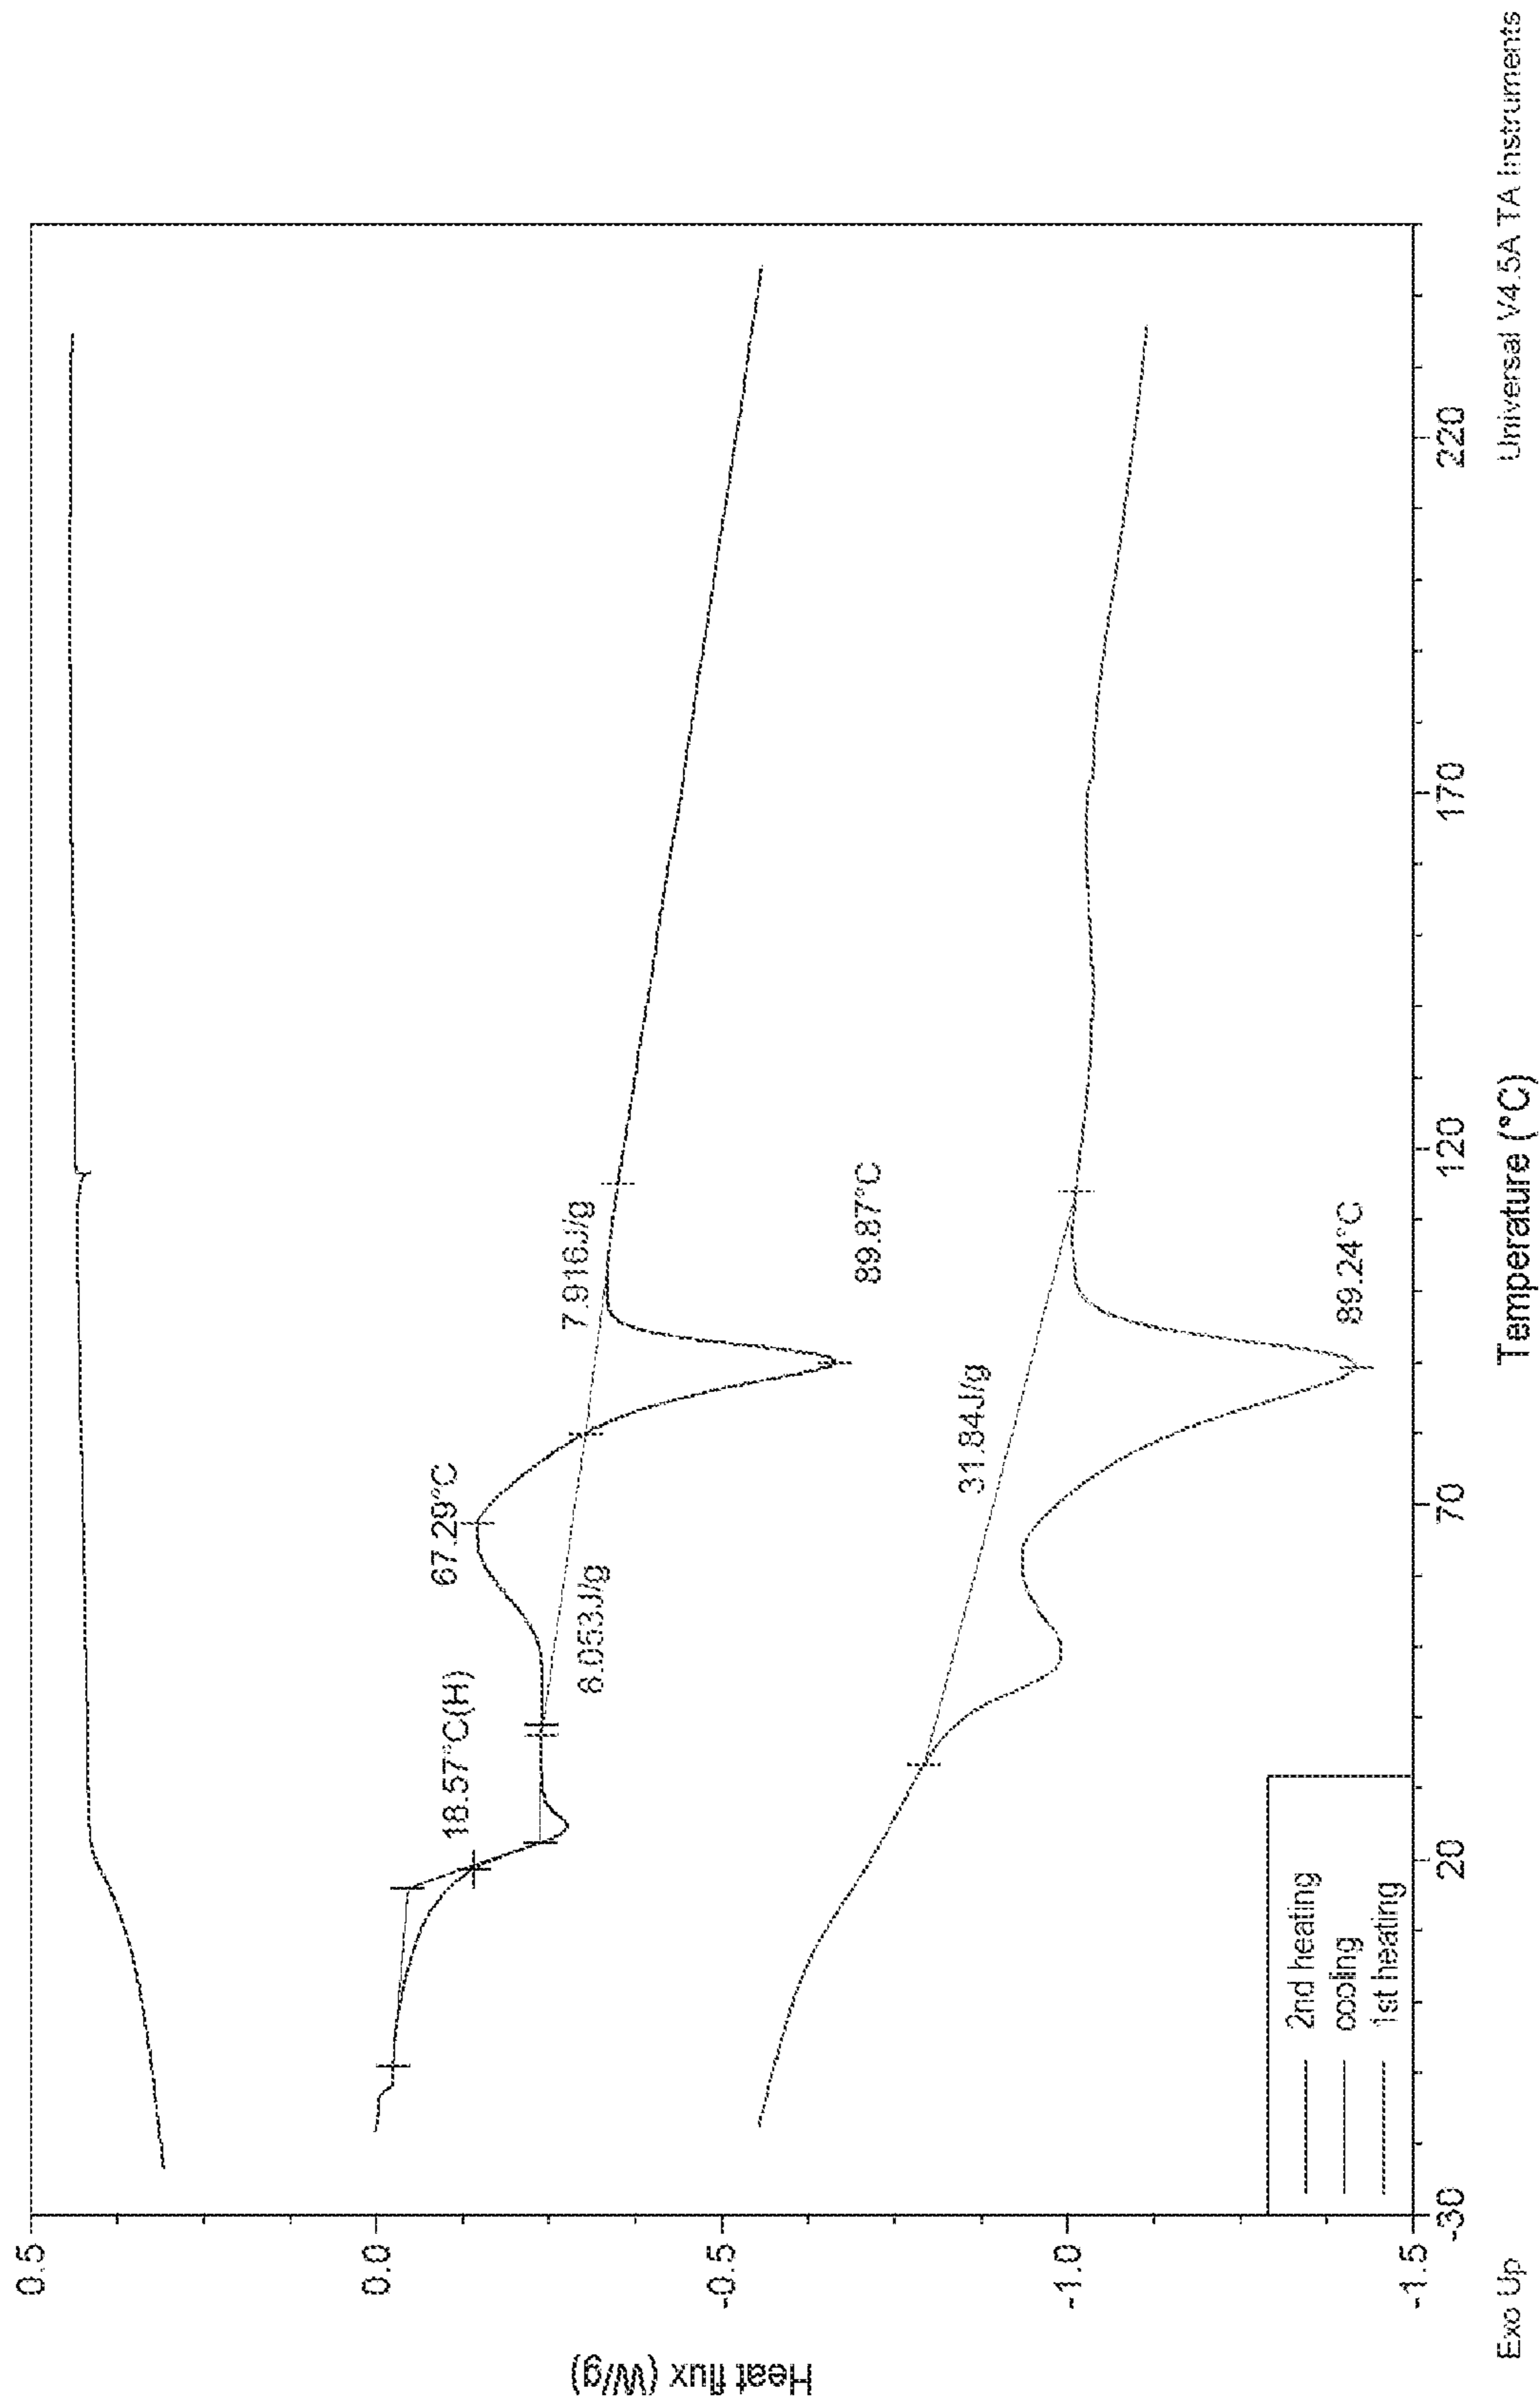 0.5
0.0
-0.5
-1.0
-1.5
Heat flux (W/g)
18.57°C(H)
67.29°C
7.916J/g
89.87°C
31.84J/g
89.24°C
2nd heating
cooling
1st heating
-30
20
70
120
170
220
Exo Up
Temperature (°C)
Universal V4.5A TA Instruments